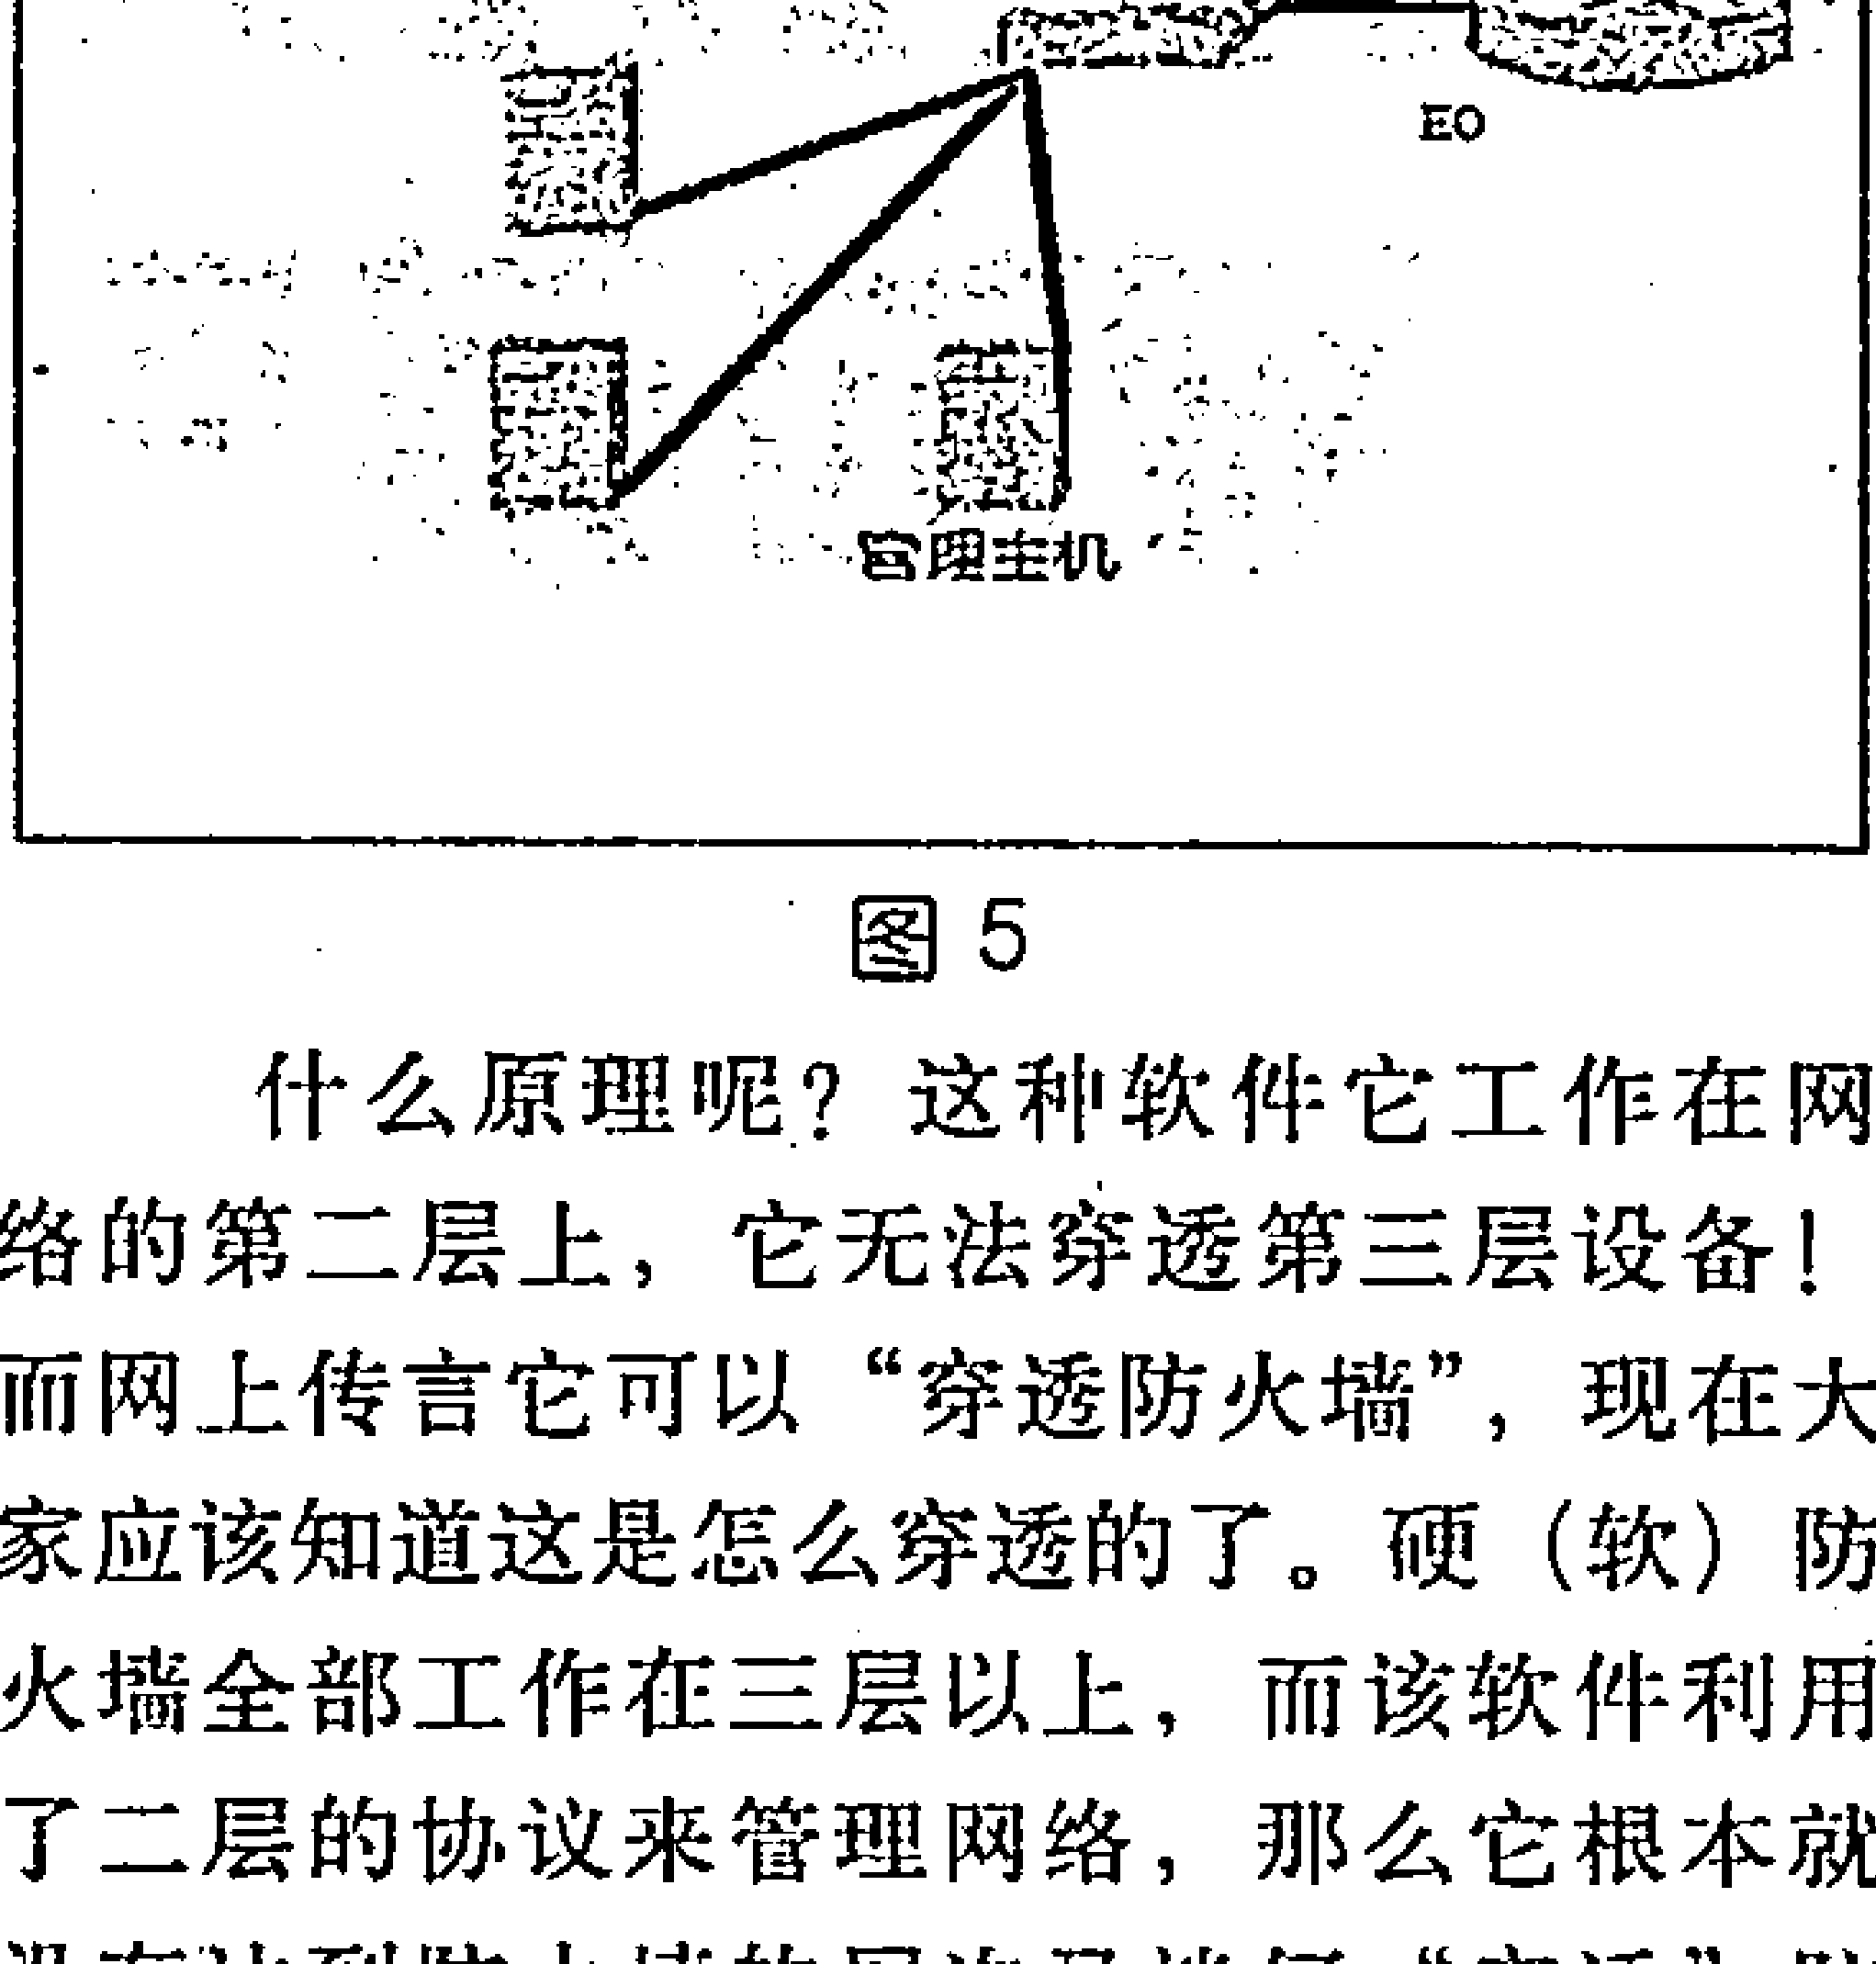 EO
管理主机
图 5
什么原理呢？这种软件它工作在网
络的第二层上，它无法穿透第三层设备！
而网上传言它可以“穿透防火墙”，现在大
家应该知道这是怎么穿透的了。硬（软）防
火墙全部工作在三层以上，而该软件利用
了二层的协议来管理网络，那么它根本就